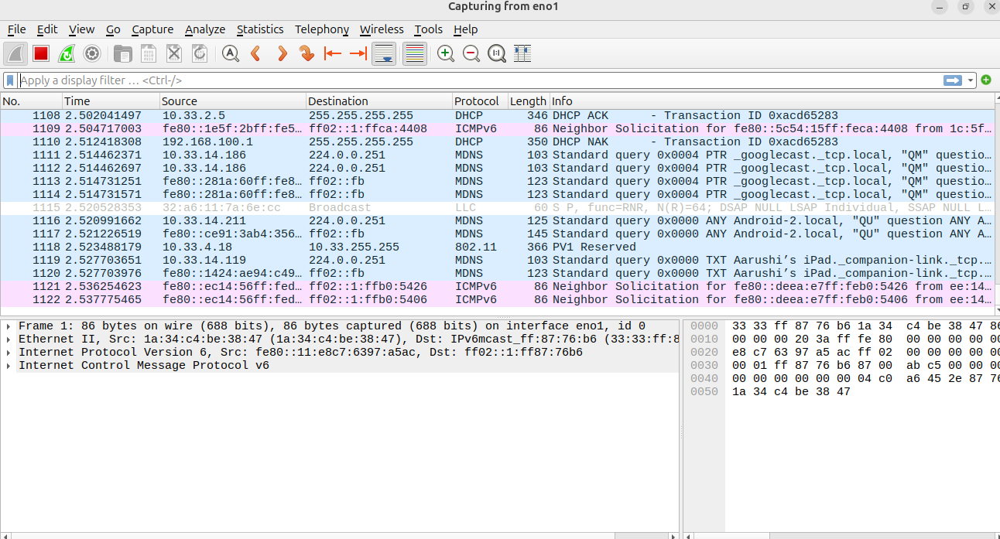 Capturing from eno1
File Edit View Go Capture Analyze Statistics Telephony Wireless Tools Help
Apply a display filter … <Ctrl-/>
No. Time Source Destination Protocol Length Info
1108 2.502041497 10.33.2.5 255.255.255.255 DHCP 346 DHCP ACK - Transaction ID 0xacd65283
1109 2.504717003 fe80::1e5f:2bff:fe5… ff02::1:ffca:4408 ICMPv6 86 Neighbor Solicitation for fe80::5c54:15ff:feca:4408 from 1c:5f…
1110 2.512418308 192.168.100.1 255.255.255.255 DHCP 350 DHCP NAK - Transaction ID 0xacd65283
1111 2.514462371 10.33.14.186 224.0.0.251 MDNS 103 Standard query 0x0004 PTR _googlecast._tcp.local, "QM" questio…
1112 2.514462697 10.33.14.186 224.0.0.251 MDNS 103 Standard query 0x0004 PTR _googlecast._tcp.local, "QM" questio…
1113 2.514731251 fe80::281a:60ff:fe8… ff02::fb MDNS 123 Standard query 0x0004 PTR _googlecast._tcp.local, "QM" questio…
1114 2.514731571 fe80::281a:60ff:fe8… ff02::fb MDNS 123 Standard query 0x0004 PTR _googlecast._tcp.local, "QM" questio…
1115 2.520528353 32:a6:11:7a:6e:cc Broadcast LLC 60 S P, func=RNR, N(R)=64; DSAP NULL LSAP Individual, SSAP NULL L…
1116 2.520991662 10.33.14.211 224.0.0.251 MDNS 125 Standard query 0x0000 ANY Android-2.local, "QU" question ANY A…
1117 2.521226519 fe80::ce91:3ab4:356… ff02::fb MDNS 145 Standard query 0x0000 ANY Android-2.local, "QU" question ANY A…
1118 2.523488179 10.33.4.18 10.33.255.255 802.11 366 PV1 Reserved
1119 2.527703651 10.33.14.119 224.0.0.251 MDNS 103 Standard query 0x0000 TXT Aarushi’s iPad._companion-link._tcp.…
1120 2.527703976 fe80::1424:ae94:c49… ff02::fb MDNS 123 Standard query 0x0000 TXT Aarushi’s iPad._companion-link._tcp.…
1121 2.536254623 fe80::ec14:56ff:fed… ff02::1:ffb0:5426 ICMPv6 86 Neighbor Solicitation for fe80::deea:e7ff:feb0:5426 from ee:14…
1122 2.537775465 fe80::ec14:56ff:fed… ff02::1:ffb0:5406 ICMPv6 86 Neighbor Solicitation for fe80::deea:e7ff:feb0:5406 from ee:14…
Frame 1: 86 bytes on wire (688 bits), 86 bytes captured (688 bits) on interface eno1, id 0
Ethernet II, Src: 1a:34:c4:be:38:47 (1a:34:c4:be:38:47), Dst: IPv6mcast_ff:87:76:b6 (33:33:ff:8
Internet Protocol Version 6, Src: fe80::11:e8c7:6397:a5ac, Dst: ff02::1:ff87:76b6
Internet Control Message Protocol v6
0000 33 33 ff 87 76 b6 1a 34 c4 be 38 47 86
0010 00 00 00 20 3a ff fe 80 00 00 00 00 00
0020 e8 c7 63 97 a5 ac ff 02 00 00 00 00 00
0030 00 01 ff 87 76 b6 87 00 ab c5 00 00 00
0040 00 00 00 00 00 00 04 c0 a6 45 2e 87 76
0050 1a 34 c4 be 38 47